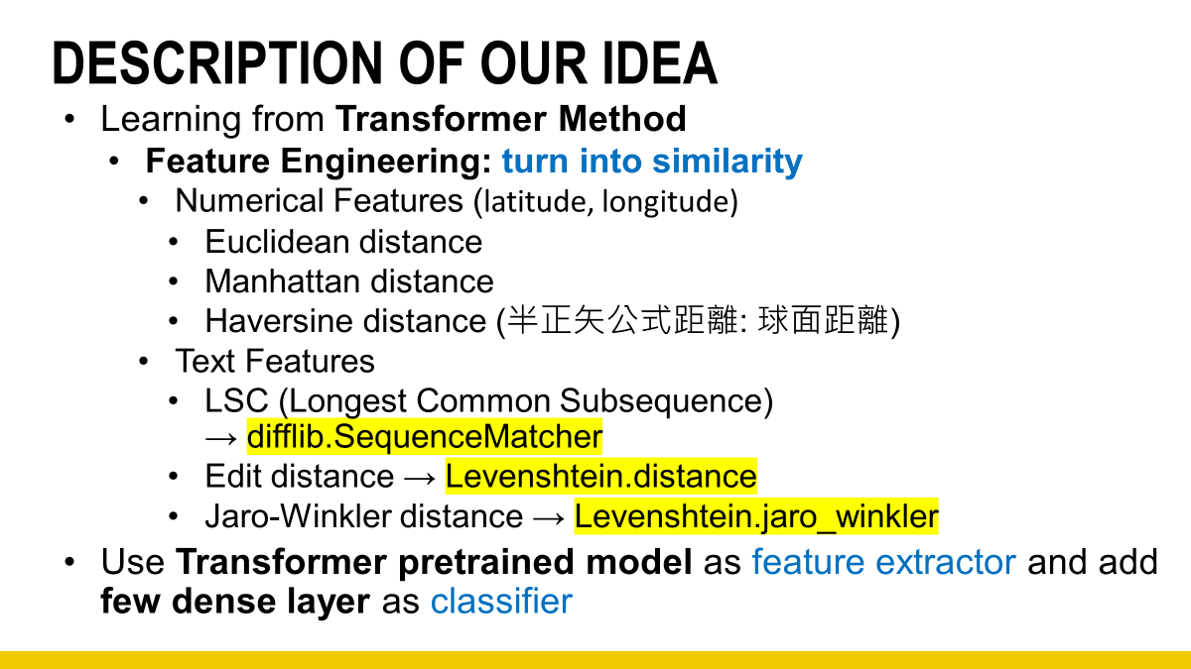 DESCRIPTION OF OUR IDEA
• Learning from Transformer Method
• Feature Engineering: turn into similarity
• Numerical Features (latitude, longitude)
• Euclidean distance
• Manhattan distance
• Haversine distance (半正矢公式距離: 球面距離)
• Text Features
• LSC (Longest Common Subsequence)
→ difflib.SequenceMatcher
• Edit distance → Levenshtein.distance
• Jaro-Winkler distance → Levenshtein.jaro_winkler
• Use Transformer pretrained model as feature extractor and add
few dense layer as classifier